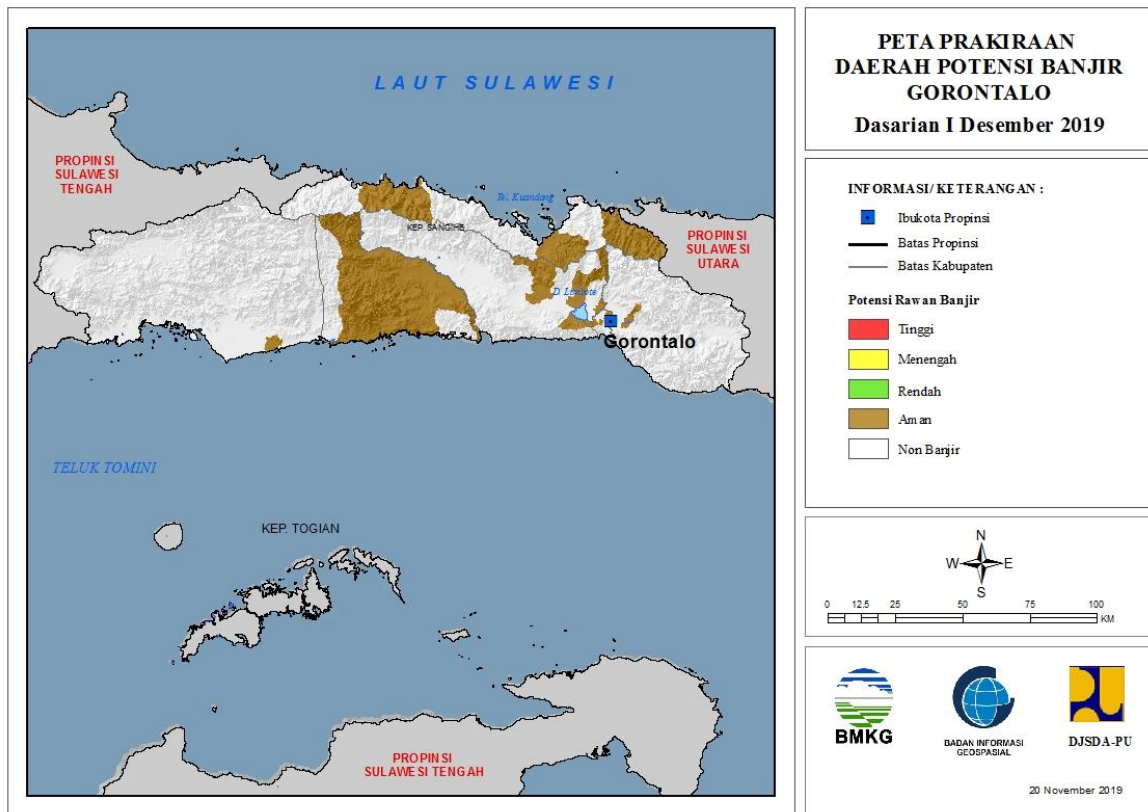 LAUT SULAWESI
PROPINSI
SULAWESI
TENGAH
Tel. Kuandang
KEP. SANGIHE
PROPINSI
SULAWESI
UTARA
D Limboto
Gorontalo
TELUK TOMINI
KEP. TOGIAN
PROPINSI
SULAWESI TENGAH
PETA PRAKIRAAN
DAERAH POTENSI BANJIR
GORONTALO
Dasarian I Desember 2019
INFORMASI/ KETERANGAN :
Ibukota Propinsi
Batas Propinsi
Batas Kabupaten
Potensi Rawan Banjir
Tinggi
Menengah
Rendah
Aman
Non Banjir
N
W E
S
0 12.5 25 50 75 100
KM
BMKG
BADAN INFORMASI
GEOSPASIAL
DJSDA-PU
20 November 2019